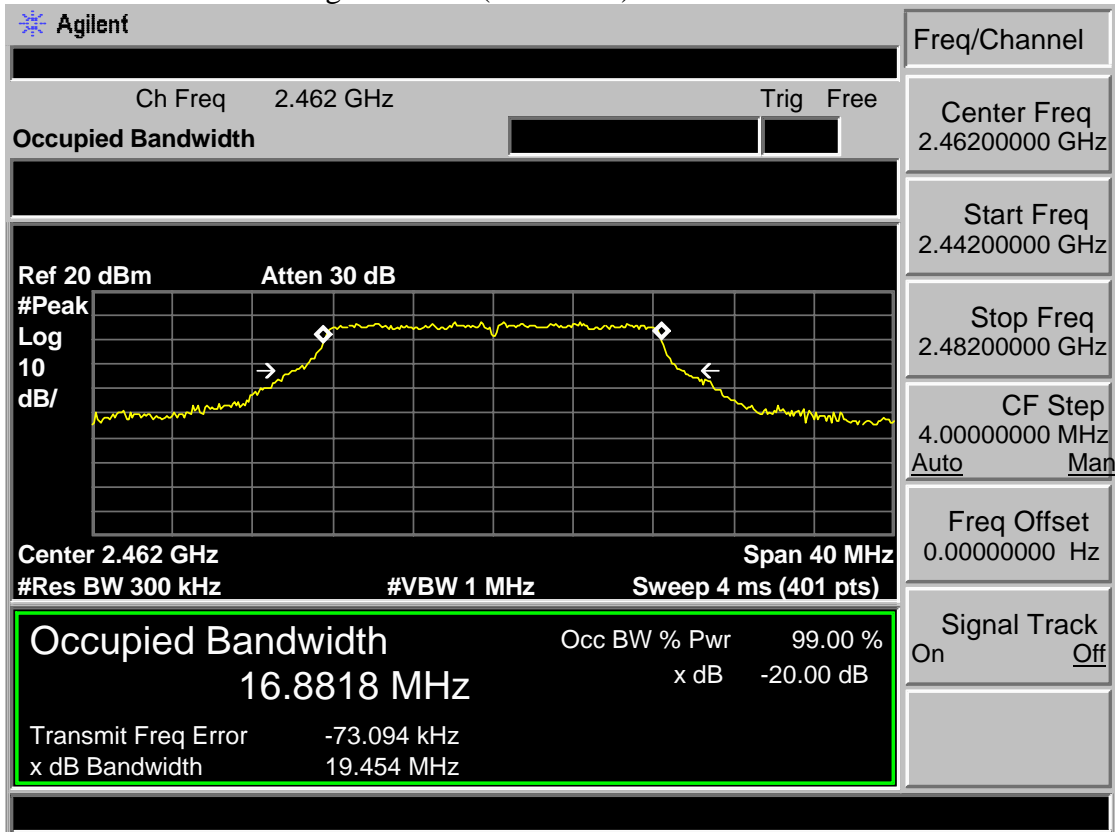 Agilent
Freq/Channel
Ch Freq 2.462 GHz Trig Free
Occupied Bandwidth
Center Freq
2.46200000 GHz
Start Freq
2.44200000 GHz
Ref 20 dBm Atten 30 dB
#Peak
Log
10
dB/
Stop Freq
2.48200000 GHz
CF Step
4.00000000 MHz
Auto Man
Freq Offset
0.00000000 Hz
Center 2.462 GHz Span 40 MHz
#Res BW 300 kHz #VBW 1 MHz Sweep 4 ms (401 pts)
Signal Track
On Off
Occupied Bandwidth
16.8818 MHz
Occ BW % Pwr 99.00 %
x dB -20.00 dB
Transmit Freq Error -73.094 kHz
x dB Bandwidth 19.454 MHz